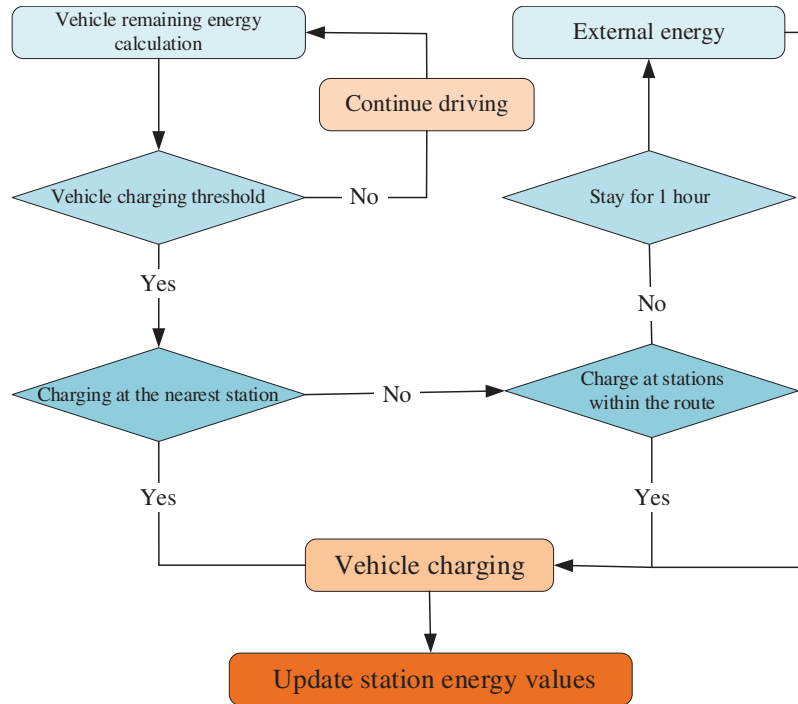 Vehicle remaining energy
calculation
External energy
Continue driving
Vehicle charging threshold
No
Stay for 1 hour
Yes
No
Charging at the nearest station
No
Charge at stations
within the route
Yes
Yes
Vehicle charging
Update station energy values